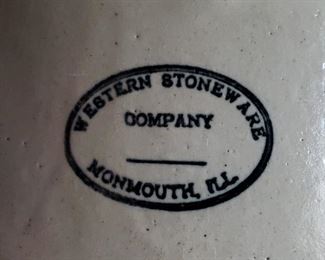 WESTERN STONEWARE
COMPANY
MONMOUTH, ILL.